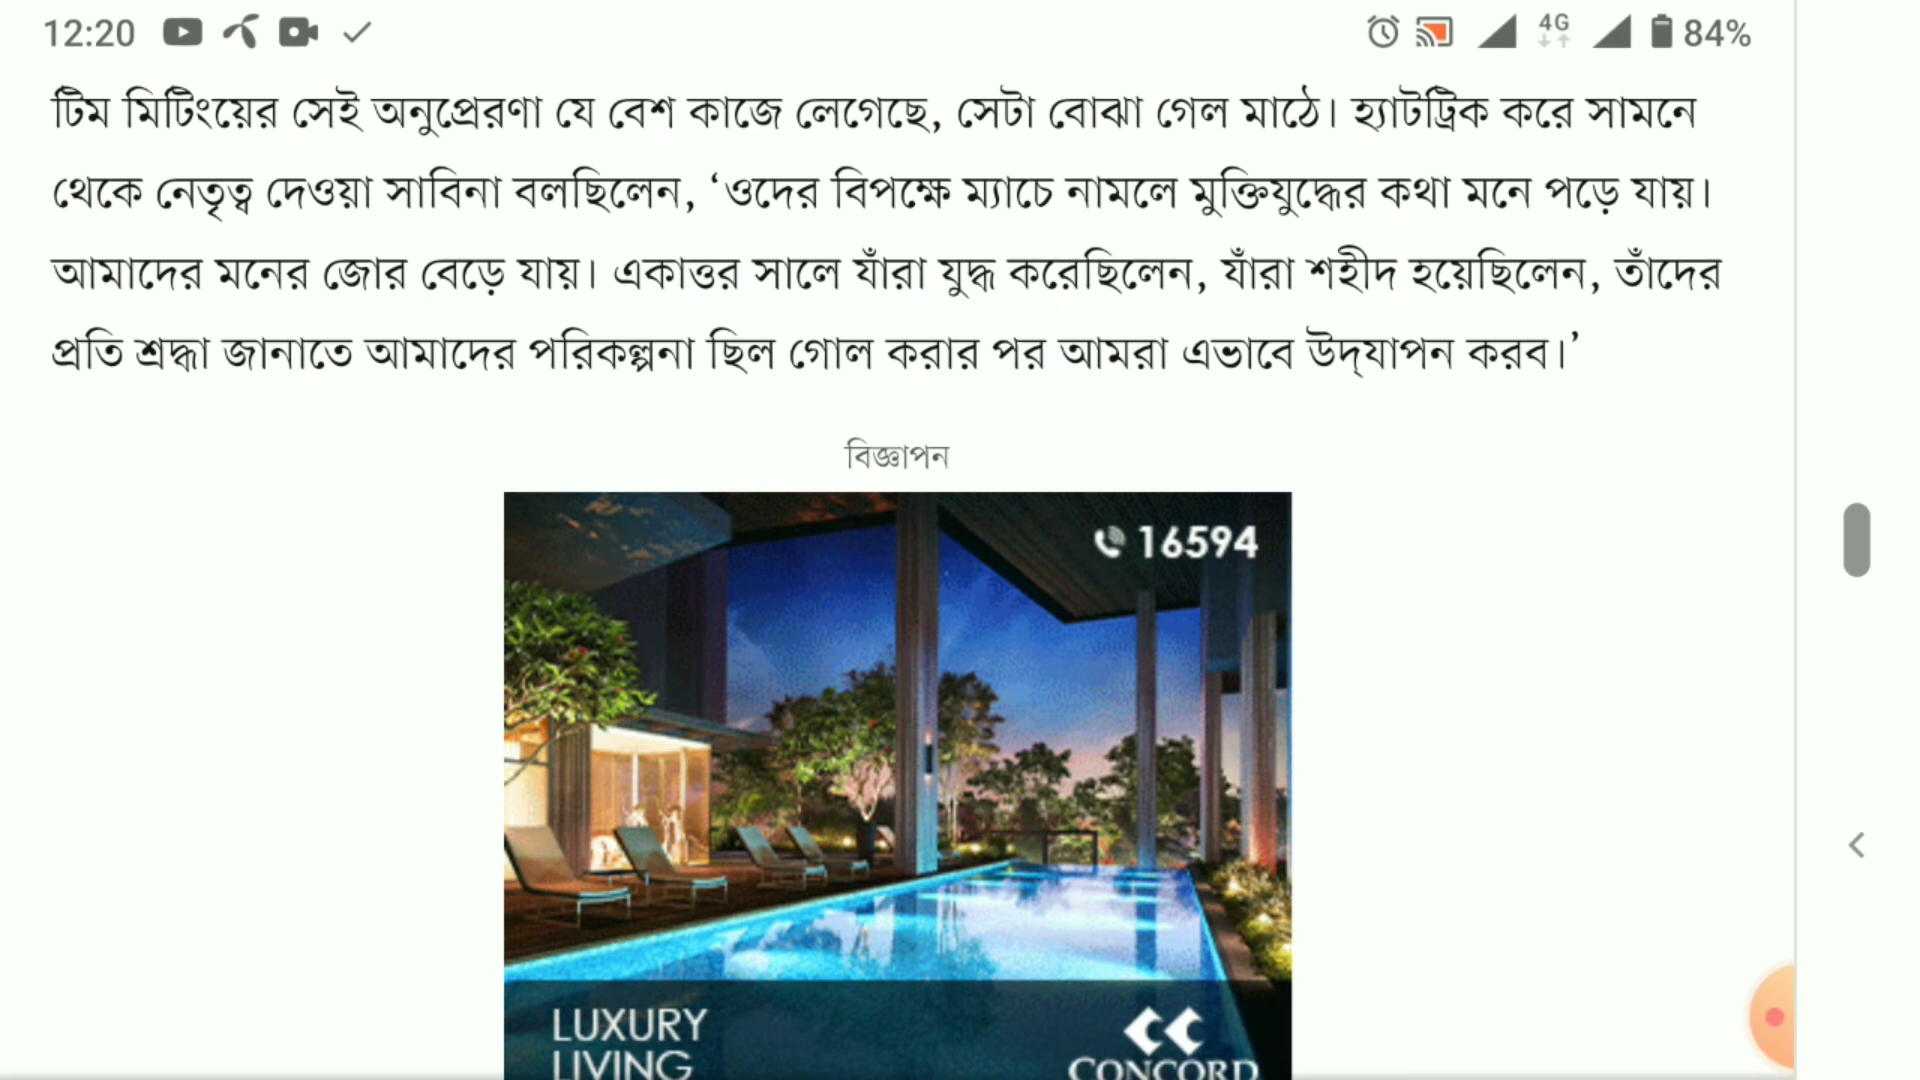 12:20
4G
84%
টিম মিটিংয়ের সেই অনুপ্রেরণা যে বেশ কাজে লেগেছে, সেটা বোঝা গেল মাঠে। হ্যাটট্রিক করে সামনে
থেকে নেতৃত্ব দেওয়া সাবিনা বলছিলেন, ‘ওদের বিপক্ষে ম্যাচে নামলে মুক্তিযুদ্ধের কথা মনে পড়ে যায়।
আমাদের মনের জোর বেড়ে যায়। একাত্তর সালে যাঁরা যুদ্ধ করেছিলেন, যাঁরা শহীদ হয়েছিলেন, তাঁদের
প্রতি শ্রদ্ধা জানাতে আমাদের পরিকল্পনা ছিল গোল করার পর আমরা এভাবে উদ্‌যাপন করব।’
বিজ্ঞাপন
16594
LUXURY
LIVING
CONCORD